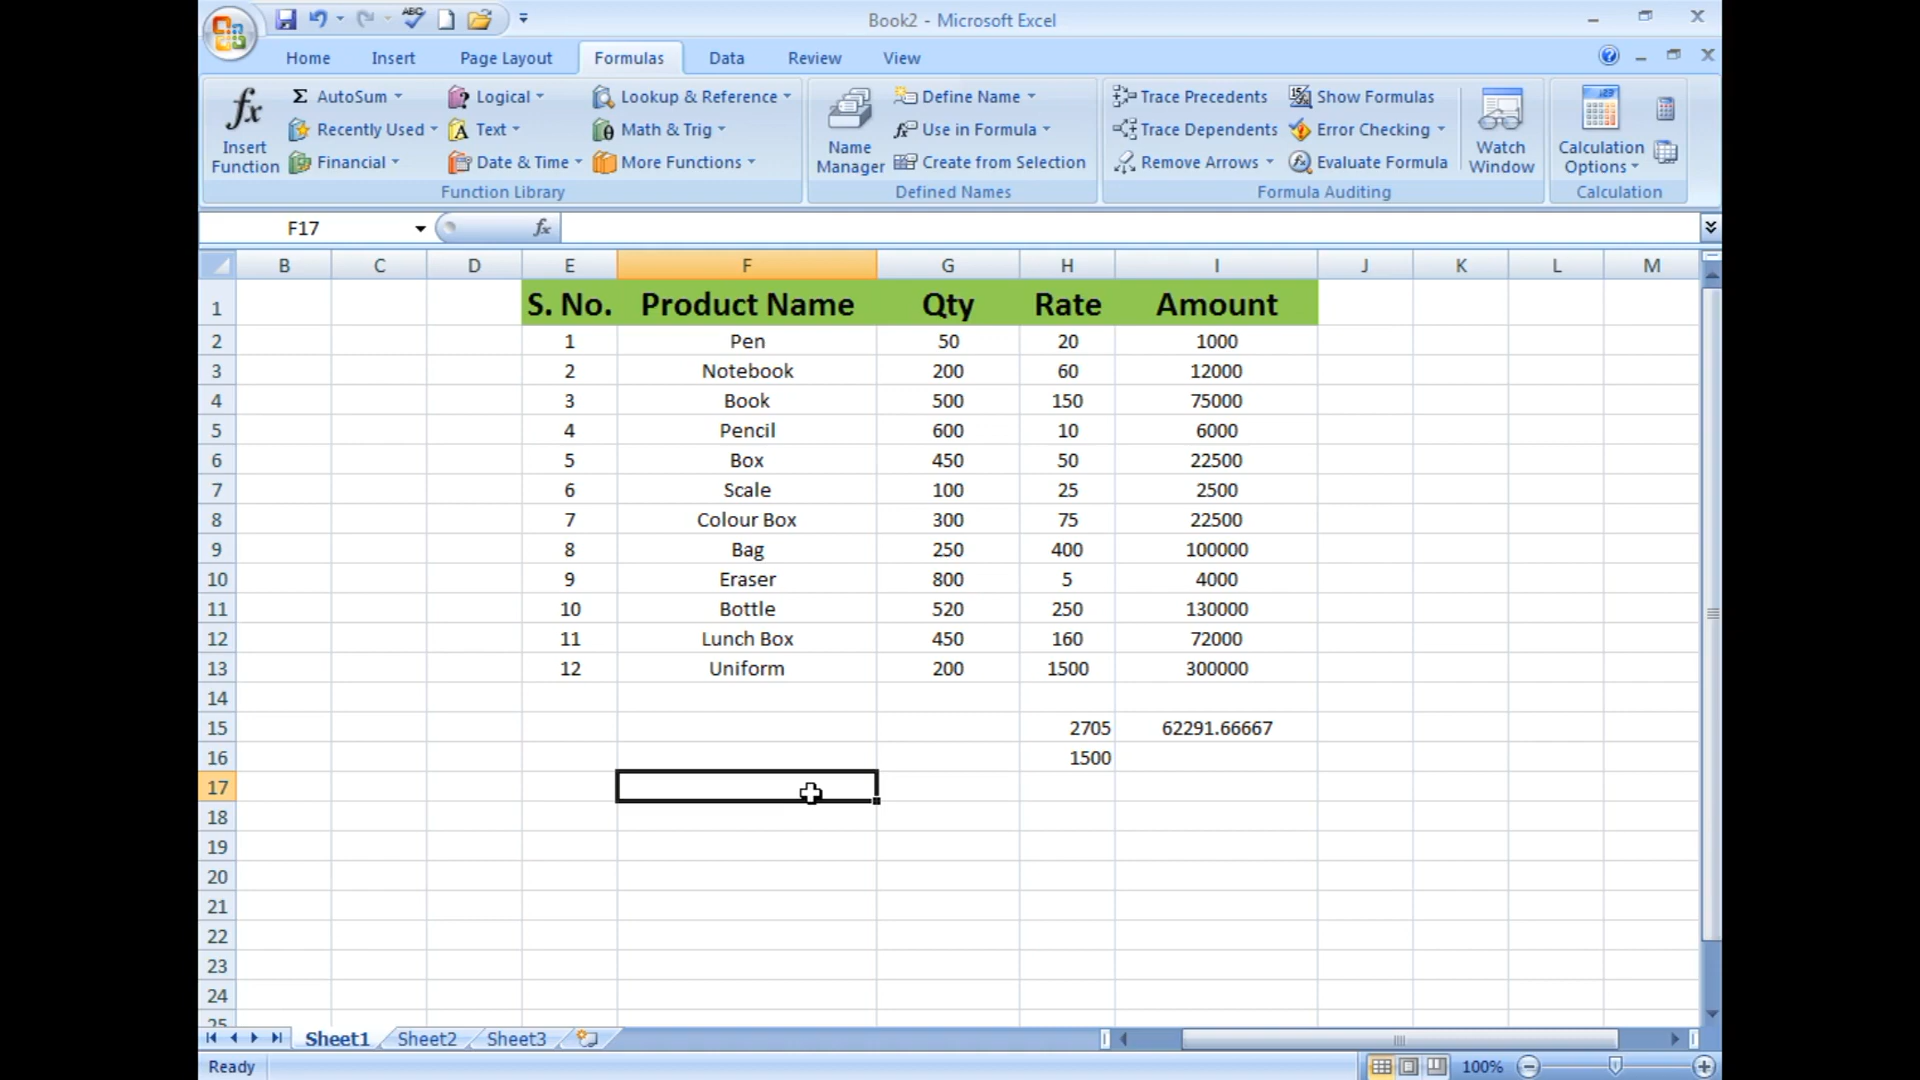 Book2 - Microsoft Excel
Home Insert Page Layout Formulas Data Review View
Σ AutoSum Logical Lookup & Reference Define Name Trace Precedents Show Formulas
Recently Used Text Math & Trig Use in Formula Trace Dependents Error Checking
Financial Date & Time More Functions Create from Selection Remove Arrows Evaluate Formula
fx Insert Function
Name Manager
Watch Window
Calculation Options
Function Library Defined Names Formula Auditing Calculation
F17 fx
B C D E F G H I J K L M
1 S. No. Product Name Qty Rate Amount
2 1 Pen 50 20 1000
3 2 Notebook 200 60 12000
4 3 Book 500 150 75000
5 4 Pencil 600 10 6000
6 5 Box 450 50 22500
7 6 Scale 100 25 2500
8 7 Colour Box 300 75 22500
9 8 Bag 250 400 100000
10 9 Eraser 800 5 4000
11 10 Bottle 520 250 130000
12 11 Lunch Box 450 160 72000
13 12 Uniform 200 1500 300000
14
15 2705 62291.66667
16 1500
17
18
19
20
21
22
23
24
25
Sheet1 Sheet2 Sheet3
Ready 100%